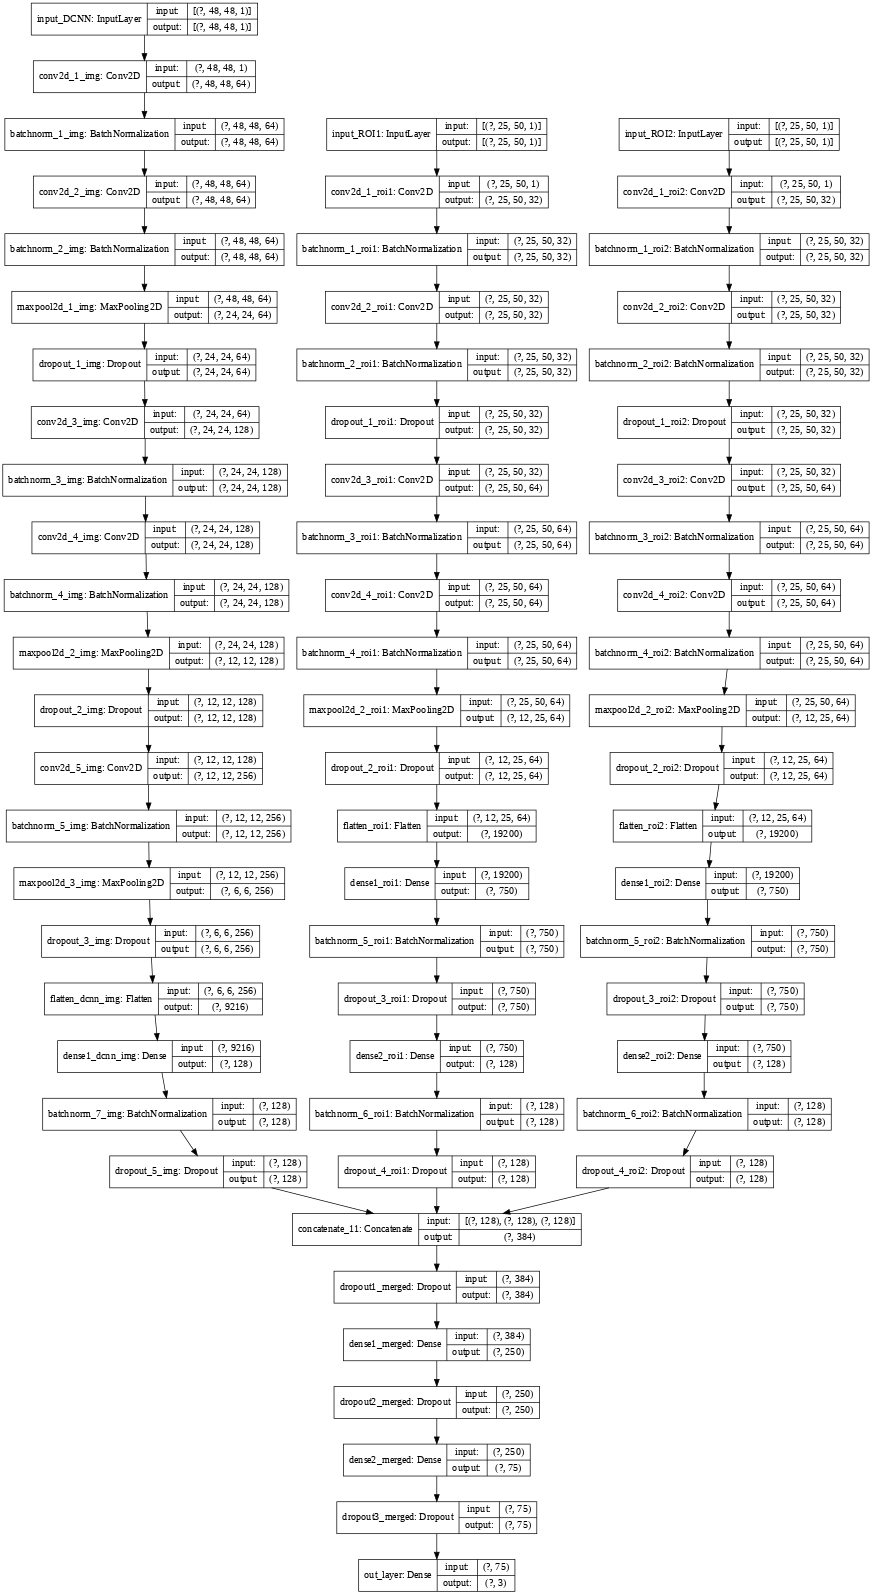 input_DCNN: InputLayer
input: [(?, 48, 48, 1)]
output: [(?, 48, 48, 1)]
conv2d_1_img: Conv2D
input: (?, 48, 48, 1)
output: (?, 48, 48, 64)
batchnorm_1_img: BatchNormalization
input: (?, 48, 48, 64)
output: (?, 48, 48, 64)
conv2d_2_img: Conv2D
input: (?, 48, 48, 64)
output: (?, 48, 48, 64)
batchnorm_2_img: BatchNormalization
input: (?, 48, 48, 64)
output: (?, 48, 48, 64)
maxpool2d_1_img: MaxPooling2D
input: (?, 48, 48, 64)
output: (?, 24, 24, 64)
dropout_1_img: Dropout
input: (?, 24, 24, 64)
output: (?, 24, 24, 64)
conv2d_3_img: Conv2D
input: (?, 24, 24, 64)
output: (?, 24, 24, 128)
batchnorm_3_img: BatchNormalization
input: (?, 24, 24, 128)
output: (?, 24, 24, 128)
conv2d_4_img: Conv2D
input: (?, 24, 24, 128)
output: (?, 24, 24, 128)
batchnorm_4_img: BatchNormalization
input: (?, 24, 24, 128)
output: (?, 24, 24, 128)
maxpool2d_2_img: MaxPooling2D
input: (?, 24, 24, 128)
output: (?, 12, 12, 128)
dropout_2_img: Dropout
input: (?, 12, 12, 128)
output: (?, 12, 12, 128)
conv2d_5_img: Conv2D
input: (?, 12, 12, 128)
output: (?, 12, 12, 256)
batchnorm_5_img: BatchNormalization
input: (?, 12, 12, 256)
output: (?, 12, 12, 256)
maxpool2d_3_img: MaxPooling2D
input: (?, 12, 12, 256)
output: (?, 6, 6, 256)
dropout_3_img: Dropout
input: (?, 6, 6, 256)
output: (?, 6, 6, 256)
flatten_dcnn_img: Flatten
input: (?, 6, 6, 256)
output: (?, 9216)
dense1_dcnn_img: Dense
input: (?, 9216)
output: (?, 128)
batchnorm_7_img: BatchNormalization
input: (?, 128)
output: (?, 128)
dropout_5_img: Dropout
input: (?, 128)
output: (?, 128)
input_ROI1: InputLayer
input: [(?, 25, 50, 1)]
output: [(?, 25, 50, 1)]
conv2d_1_roi1: Conv2D
input: (?, 25, 50, 1)
output: (?, 25, 50, 32)
batchnorm_1_roi1: BatchNormalization
input: (?, 25, 50, 32)
output: (?, 25, 50, 32)
conv2d_2_roi1: Conv2D
input: (?, 25, 50, 32)
output: (?, 25, 50, 32)
batchnorm_2_roi1: BatchNormalization
input: (?, 25, 50, 32)
output: (?, 25, 50, 32)
dropout_1_roi1: Dropout
input: (?, 25, 50, 32)
output: (?, 25, 50, 32)
conv2d_3_roi1: Conv2D
input: (?, 25, 50, 32)
output: (?, 25, 50, 64)
batchnorm_3_roi1: BatchNormalization
input: (?, 25, 50, 64)
output: (?, 25, 50, 64)
conv2d_4_roi1: Conv2D
input: (?, 25, 50, 64)
output: (?, 25, 50, 64)
batchnorm_4_roi1: BatchNormalization
input: (?, 25, 50, 64)
output: (?, 25, 50, 64)
maxpool2d_2_roi1: MaxPooling2D
input: (?, 25, 50, 64)
output: (?, 12, 25, 64)
dropout_2_roi1: Dropout
input: (?, 12, 25, 64)
output: (?, 12, 25, 64)
flatten_roi1: Flatten
input: (?, 12, 25, 64)
output: (?, 19200)
dense1_roi1: Dense
input: (?, 19200)
output: (?, 750)
batchnorm_5_roi1: BatchNormalization
input: (?, 750)
output: (?, 750)
dropout_3_roi1: Dropout
input: (?, 750)
output: (?, 750)
dense2_roi1: Dense
input: (?, 750)
output: (?, 128)
batchnorm_6_roi1: BatchNormalization
input: (?, 128)
output: (?, 128)
dropout_4_roi1: Dropout
input: (?, 128)
output: (?, 128)
input_ROI2: InputLayer
input: [(?, 25, 50, 1)]
output: [(?, 25, 50, 1)]
conv2d_1_roi2: Conv2D
input: (?, 25, 50, 1)
output: (?, 25, 50, 32)
batchnorm_1_roi2: BatchNormalization
input: (?, 25, 50, 32)
output: (?, 25, 50, 32)
conv2d_2_roi2: Conv2D
input: (?, 25, 50, 32)
output: (?, 25, 50, 32)
batchnorm_2_roi2: BatchNormalization
input: (?, 25, 50, 32)
output: (?, 25, 50, 32)
dropout_1_roi2: Dropout
input: (?, 25, 50, 32)
output: (?, 25, 50, 32)
conv2d_3_roi2: Conv2D
input: (?, 25, 50, 32)
output: (?, 25, 50, 64)
batchnorm_3_roi2: BatchNormalization
input: (?, 25, 50, 64)
output: (?, 25, 50, 64)
conv2d_4_roi2: Conv2D
input: (?, 25, 50, 64)
output: (?, 25, 50, 64)
batchnorm_4_roi2: BatchNormalization
input: (?, 25, 50, 64)
output: (?, 25, 50, 64)
maxpool2d_2_roi2: MaxPooling2D
input: (?, 25, 50, 64)
output: (?, 12, 25, 64)
dropout_2_roi2: Dropout
input: (?, 12, 25, 64)
output: (?, 12, 25, 64)
flatten_roi2: Flatten
input: (?, 12, 25, 64)
output: (?, 19200)
dense1_roi2: Dense
input: (?, 19200)
output: (?, 750)
batchnorm_5_roi2: BatchNormalization
input: (?, 750)
output: (?, 750)
dropout_3_roi2: Dropout
input: (?, 750)
output: (?, 750)
dense2_roi2: Dense
input: (?, 750)
output: (?, 128)
batchnorm_6_roi2: BatchNormalization
input: (?, 128)
output: (?, 128)
dropout_4_roi2: Dropout
input: (?, 128)
output: (?, 128)
concatenate_11: Concatenate
input: [(?, 128), (?, 128), (?, 128)]
output: (?, 384)
dropout1_merged: Dropout
input: (?, 384)
output: (?, 384)
dense1_merged: Dense
input: (?, 384)
output: (?, 250)
dropout2_merged: Dropout
input: (?, 250)
output: (?, 250)
dense2_merged: Dense
input: (?, 250)
output: (?, 75)
dropout3_merged: Dropout
input: (?, 75)
output: (?, 75)
out_layer: Dense
input: (?, 75)
output: (?, 3)